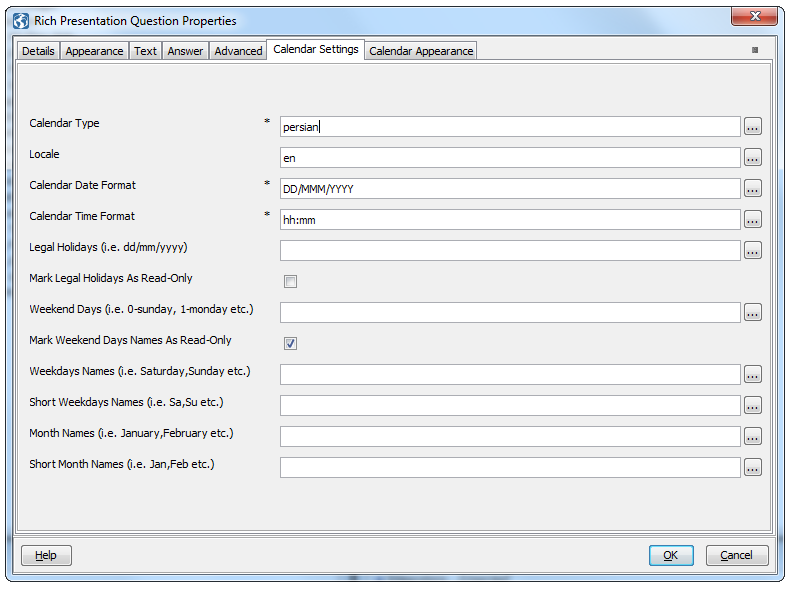 Rich Presentation Question Properties
Details Appearance Text Answer Advanced Calendar Settings Calendar Appearance
Calendar Type * persian ...
Locale en ...
Calendar Date Format * DD/MMM/YYYY ...
Calendar Time Format * hh:mm ...
Legal Holidays (i.e. dd/mm/yyyy) ...
Mark Legal Holidays As Read-Only
Weekend Days (i.e. 0-sunday, 1-monday etc.) ...
Mark Weekend Days Names As Read-Only
Weekdays Names (i.e. Saturday,Sunday etc.) ...
Short Weekdays Names (i.e. Sa,Su etc.) ...
Month Names (i.e. January,February etc.) ...
Short Month Names (i.e. Jan,Feb etc.) ...
Help OK Cancel